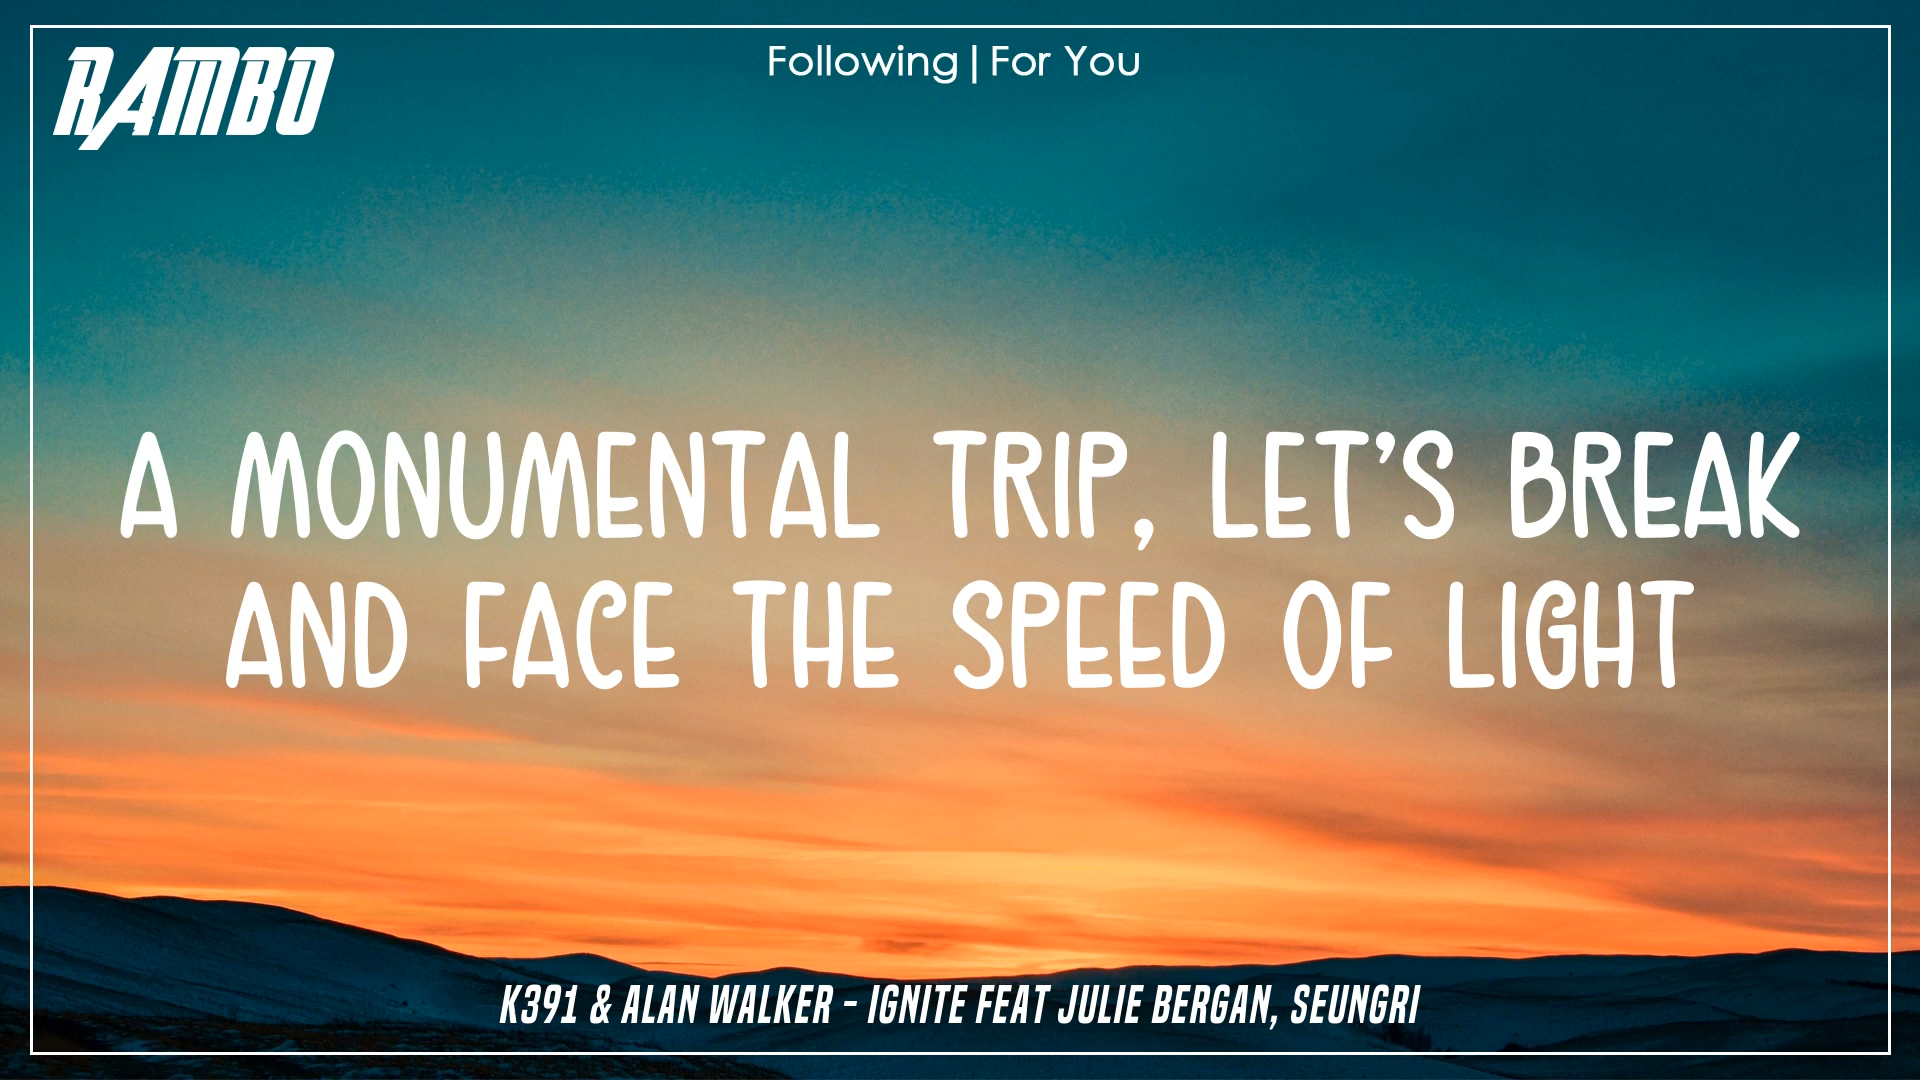 RAMBO
Following | For You
A MONUMENTAL TRIP, LET'S BREAK
AND FACE THE SPEED OF LIGHT
K391 & ALAN WALKER - IGNITE FEAT JULIE BERGAN, SEUNGRI